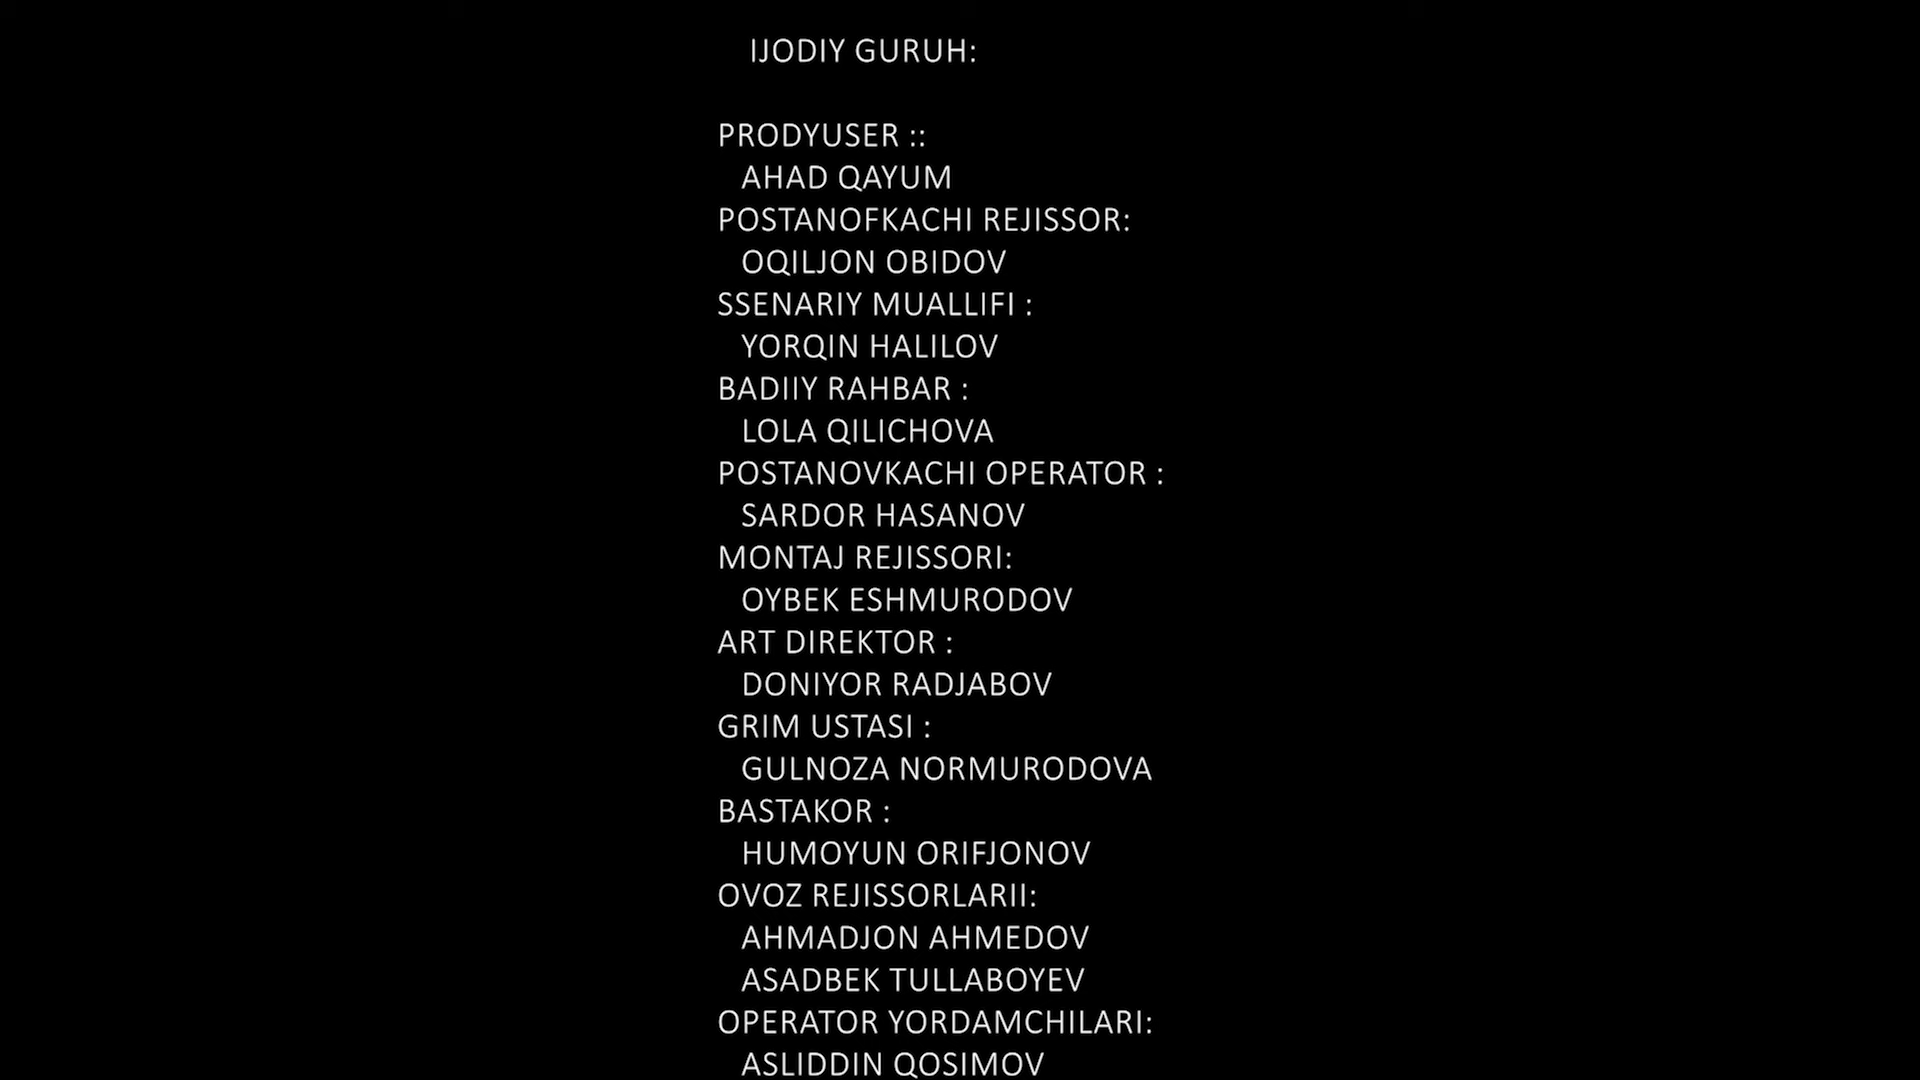 IJODIY GURUH:
PRODYUSER ::
AHAD QAYUM
POSTANOFKACHI REJISSOR:
OQILJON OBIDOV
SSENARIY MUALLIFI :
YORQIN HALILOV
BADIIY RAHBAR :
LOLA QILICHOVA
POSTANOVKACHI OPERATOR :
SARDOR HASANOV
MONTAJ REJISSORI:
OYBEK ESHMURODOV
ART DIREKTOR :
DONIYOR RADJABOV
GRIM USTASI :
GULNOZA NORMURODOVA
BASTAKOR :
HUMOYUN ORIFJONOV
OVOZ REJISSORLARII:
AHMADJON AHMEDOV
ASADBEK TULLABOYEV
OPERATOR YORDAMCHILARI:
ASLIDDIN QOSIMOV